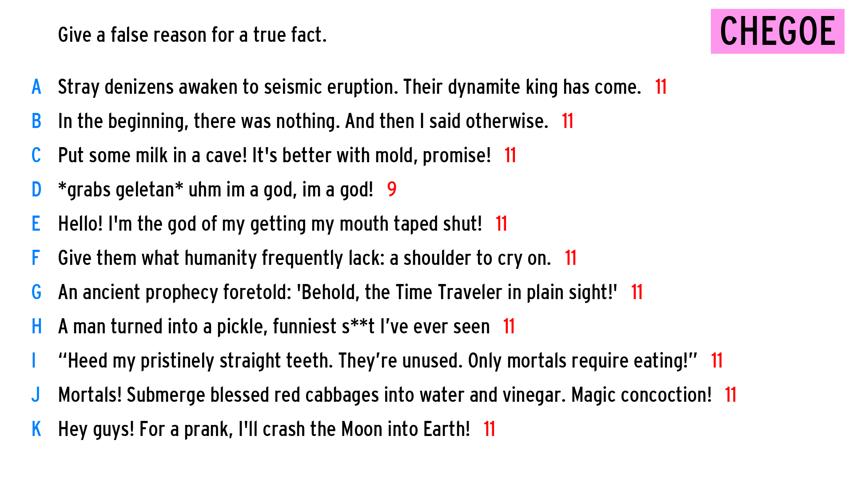 Give a false reason for a true fact.
CHEGOE
A Stray denizens awaken to seismic eruption. Their dynamite king has come. 11
B In the beginning, there was nothing. And then I said otherwise. 11
C Put some milk in a cave! It's better with mold, promise! 11
D *grabs geletan* uhm im a god, im a god! 9
E Hello! I'm the god of my getting my mouth taped shut! 11
F Give them what humanity frequently lack: a shoulder to cry on. 11
G An ancient prophecy foretold: 'Behold, the Time Traveler in plain sight!' 11
H A man turned into a pickle, funniest s**t I’ve ever seen 11
I “Heed my pristinely straight teeth. They’re unused. Only mortals require eating!” 11
J Mortals! Submerge blessed red cabbages into water and vinegar. Magic concoction! 11
K Hey guys! For a prank, I'll crash the Moon into Earth! 11